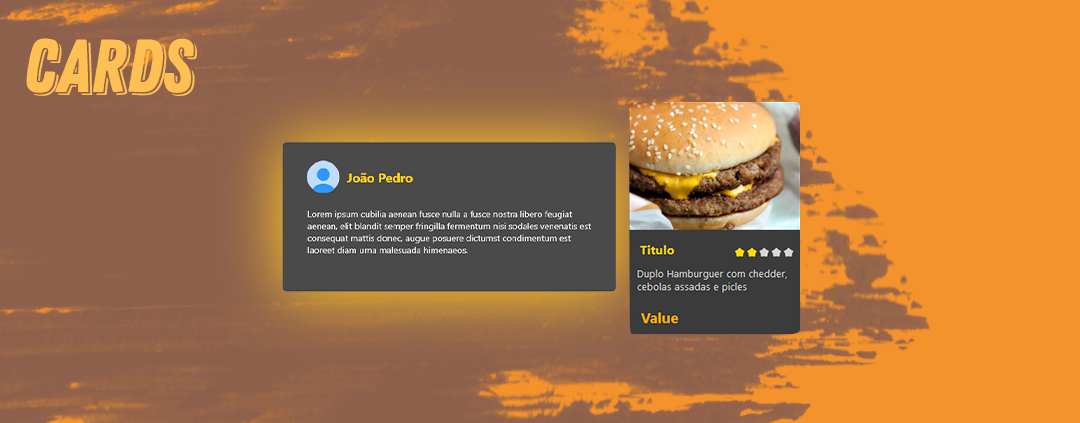 CARDS
João Pedro
Lorem ipsum cubilia aenean fusce nulla a fusce nostra libero feugiat
aenean, elit blandit semper fringilla fermentum nisi sodales venenatis est
consequat mattis donec, augue posuere dictumst condimentum est
laoreet diam urna malesuada himenaeos.
Titulo
Duplo Hamburguer com chedder,
cebolas assadas e picles
Value